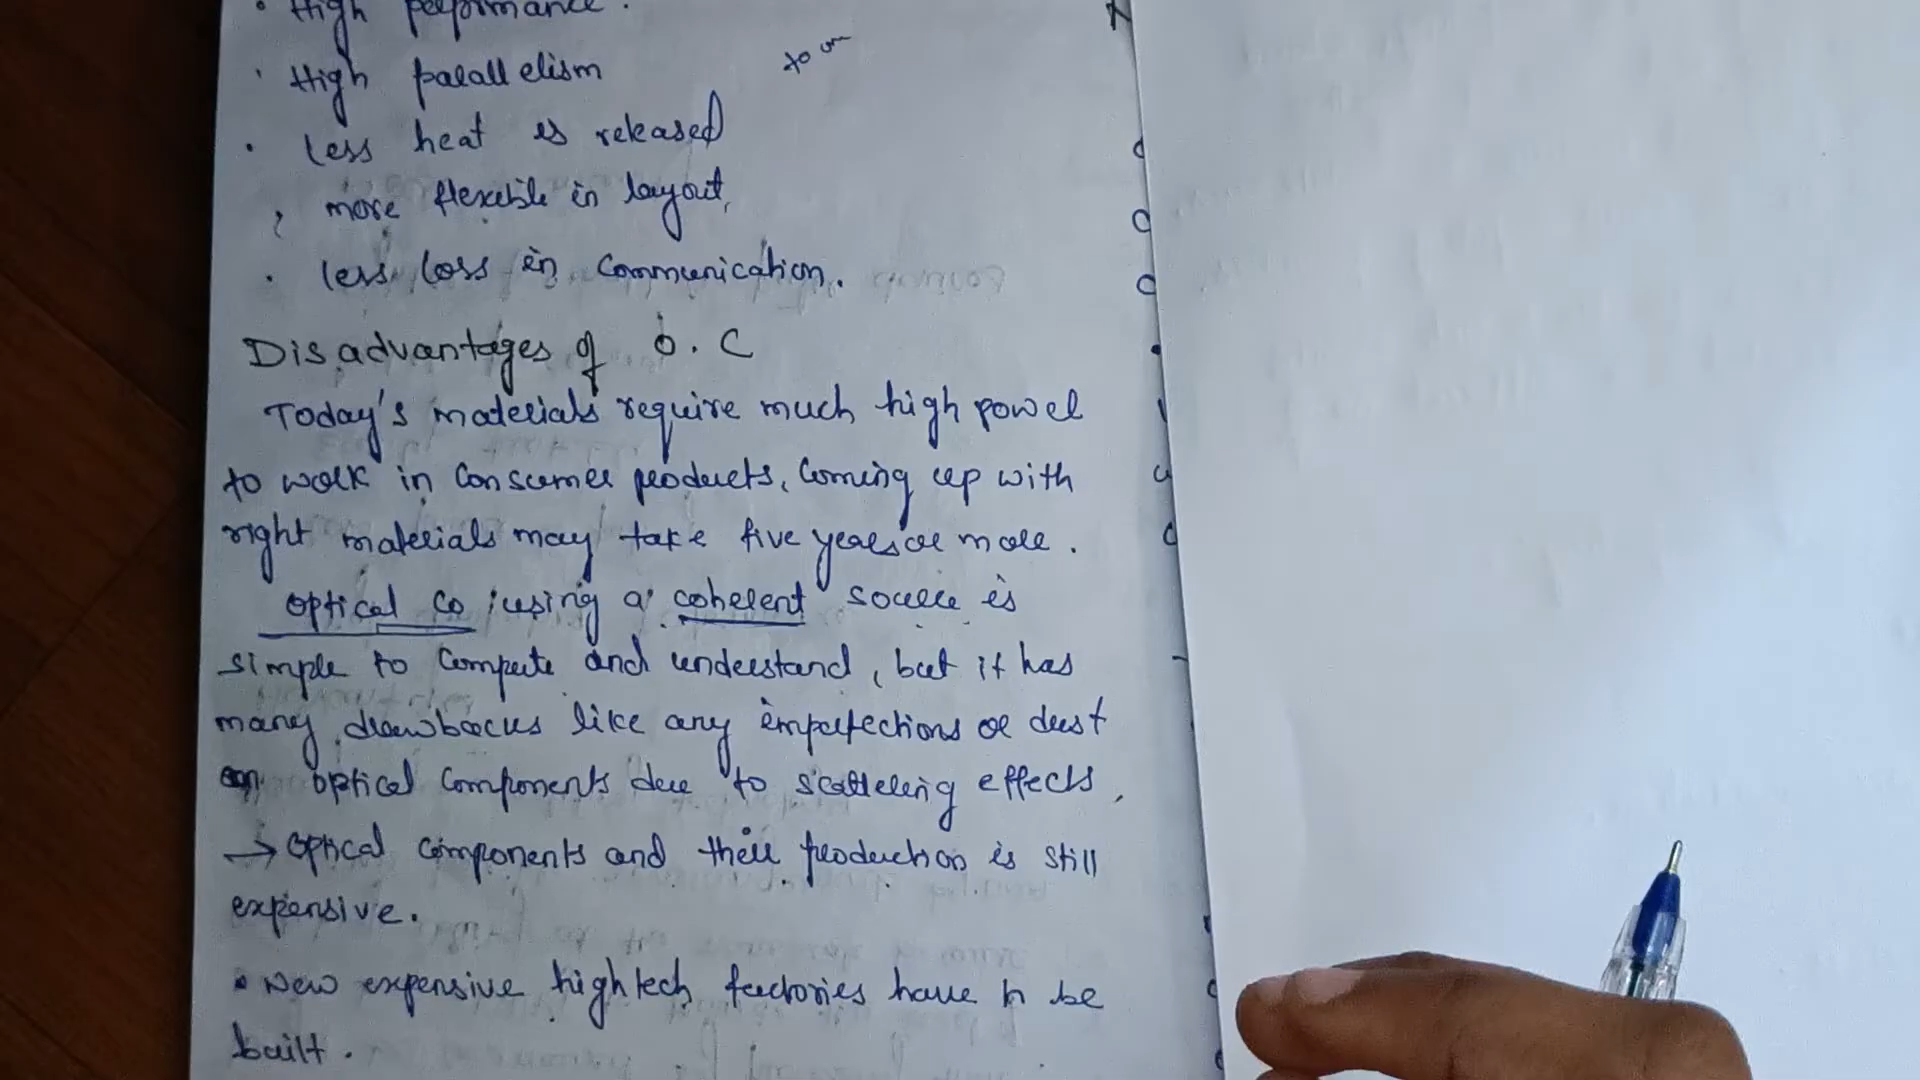 • High performance.
• High parallelism
to
• less heat is released
more flexible in layout,
• less loss in communication.
Disadvantages of O.C
Today's materials require much high power
to work in consumer products, coming up with
right materials may take five years or more.
optical co using a coherent source is
simple to compute and understand, but it has
many drawbacks like any imperfections or dust
on optical components due to scattering effects,
→ optical components and their production is still
expensive.
• New expensive high tech factories have to be
built.